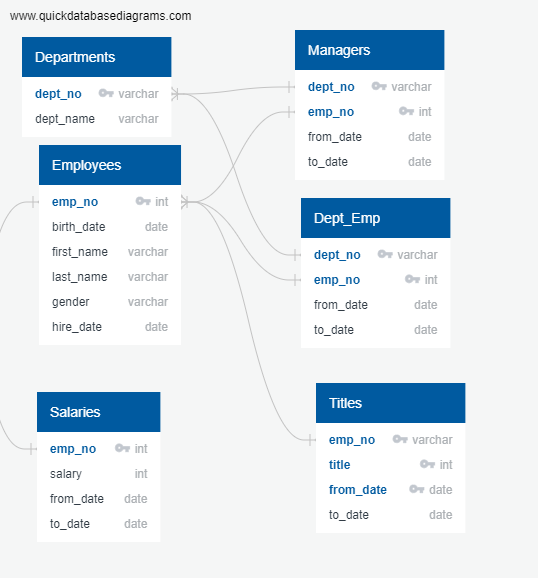 www.quickdatabasediagrams.com
Departments
dept_no varchar
dept_name varchar
Managers
dept_no varchar
emp_no int
from_date date
to_date date
Employees
emp_no int
birth_date date
first_name varchar
last_name varchar
gender varchar
hire_date date
Dept_Emp
dept_no varchar
emp_no int
from_date date
to_date date
Salaries
emp_no int
salary int
from_date date
to_date date
Titles
emp_no varchar
title int
from_date date
to_date date